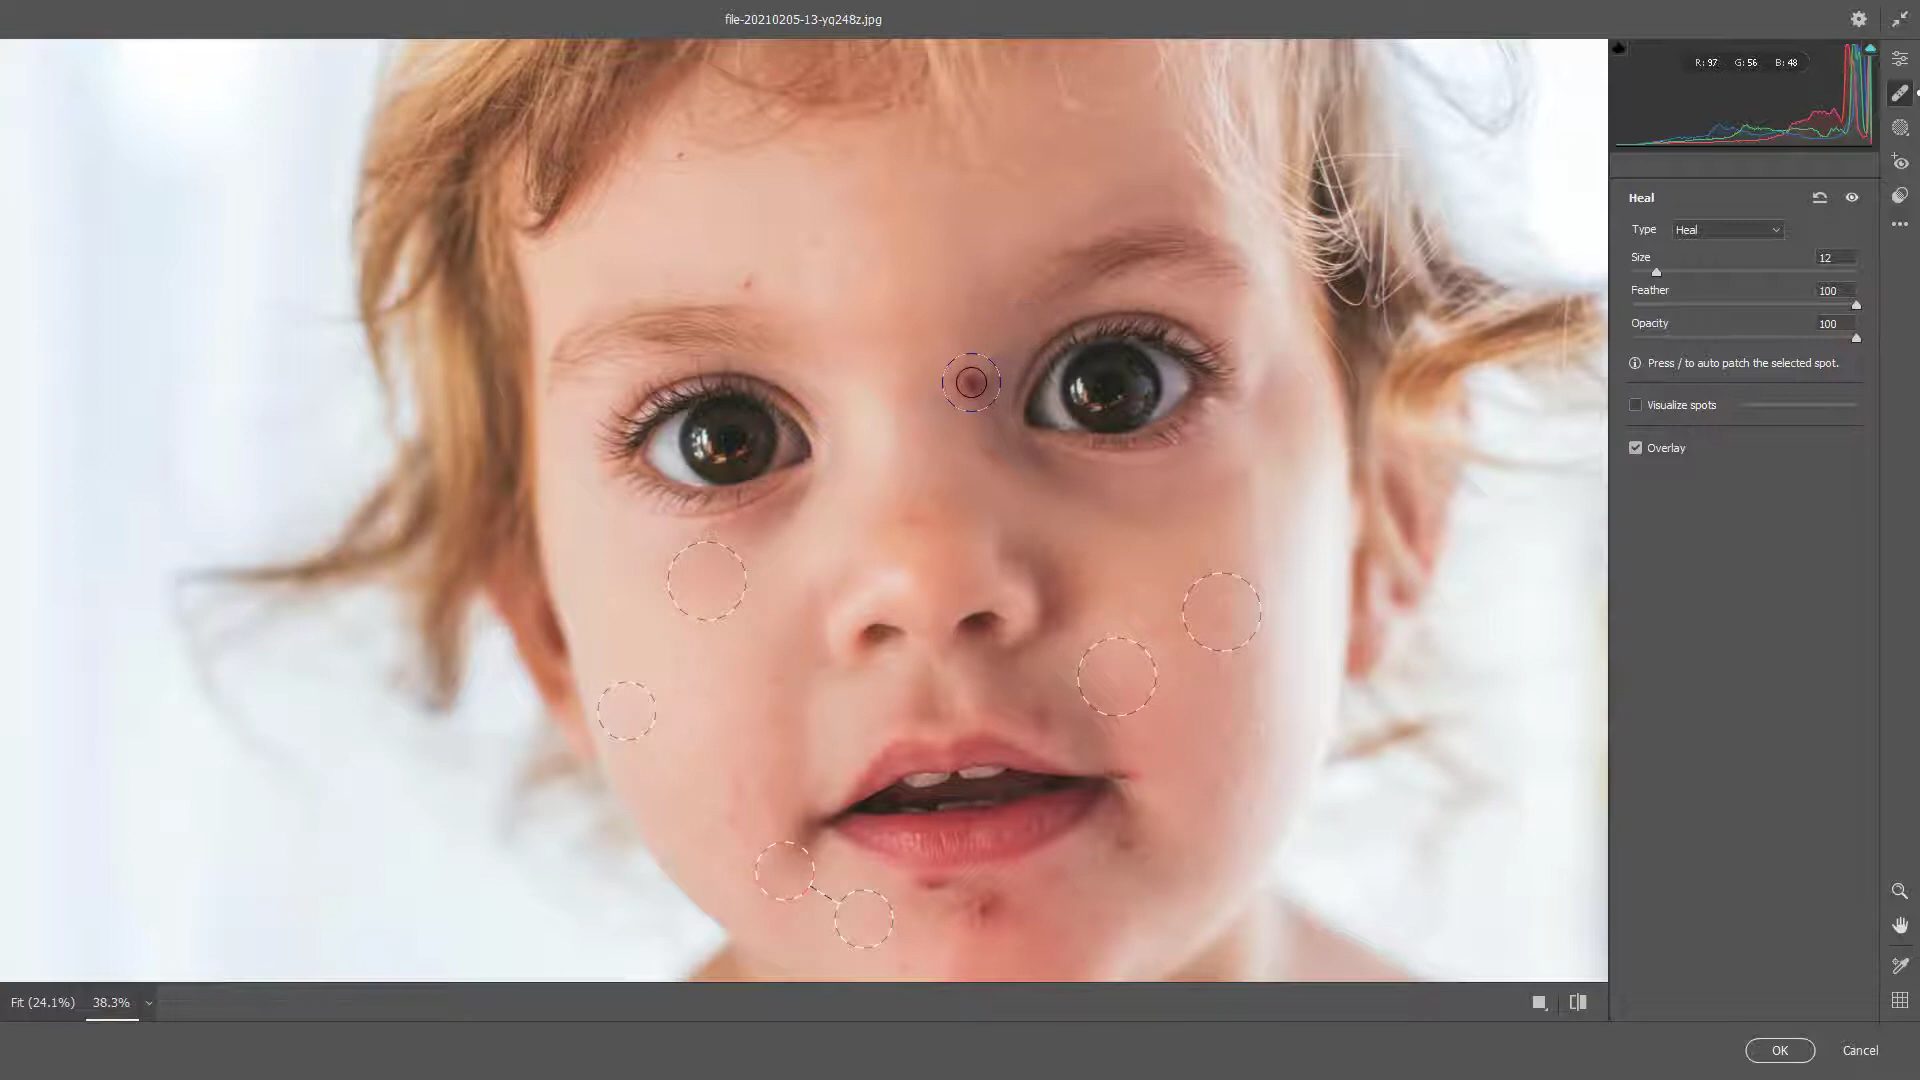 file-20210205-13-yq248z.jpg
R: 97 G: 56 B: 48
Heal
Type Heal
Size 12
Feather 100
Opacity 100
Press / to auto patch the selected spot.
Visualize spots
Overlay
Fit (24.1%) 38.3%
OK Cancel